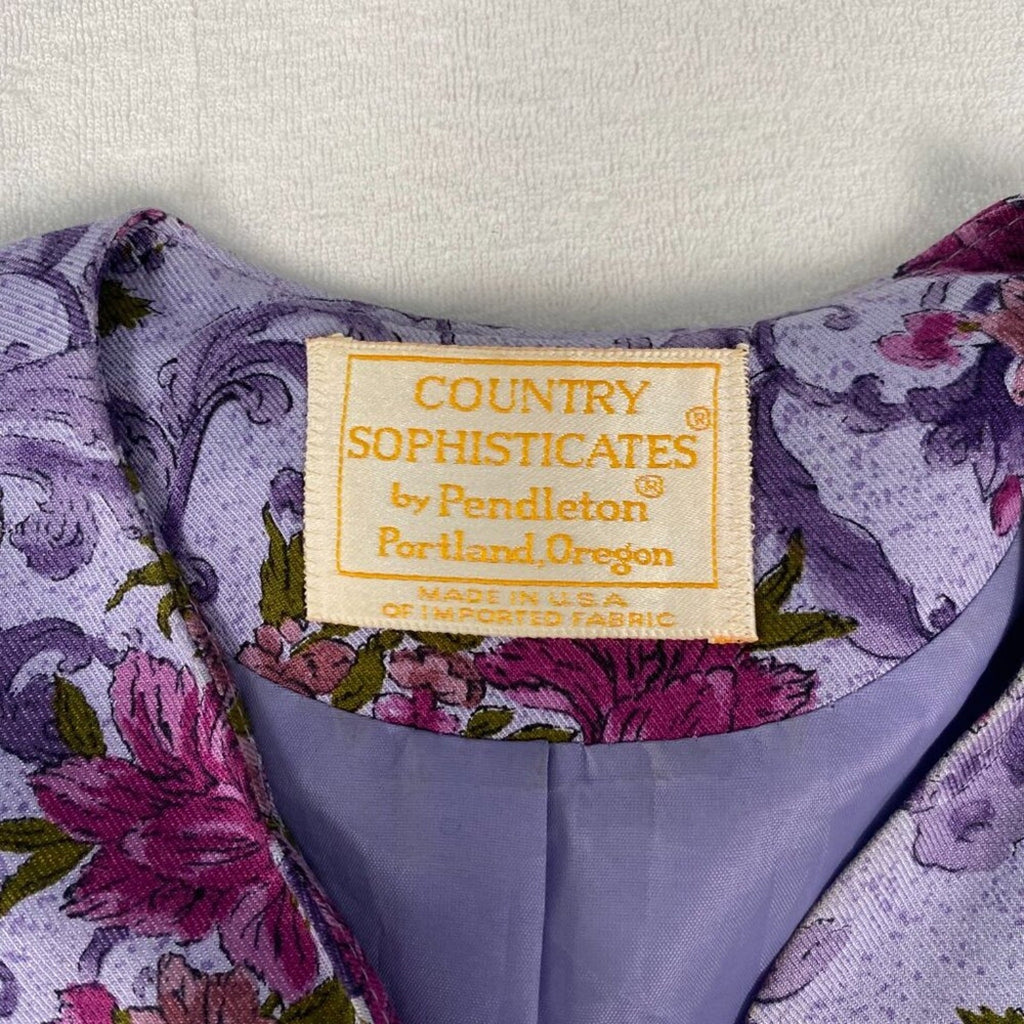 COUNTRY
SOPHISTICATES®
by Pendleton®
Portland, Oregon
MADE IN U.S.A
OF IMPORTED FABRIC